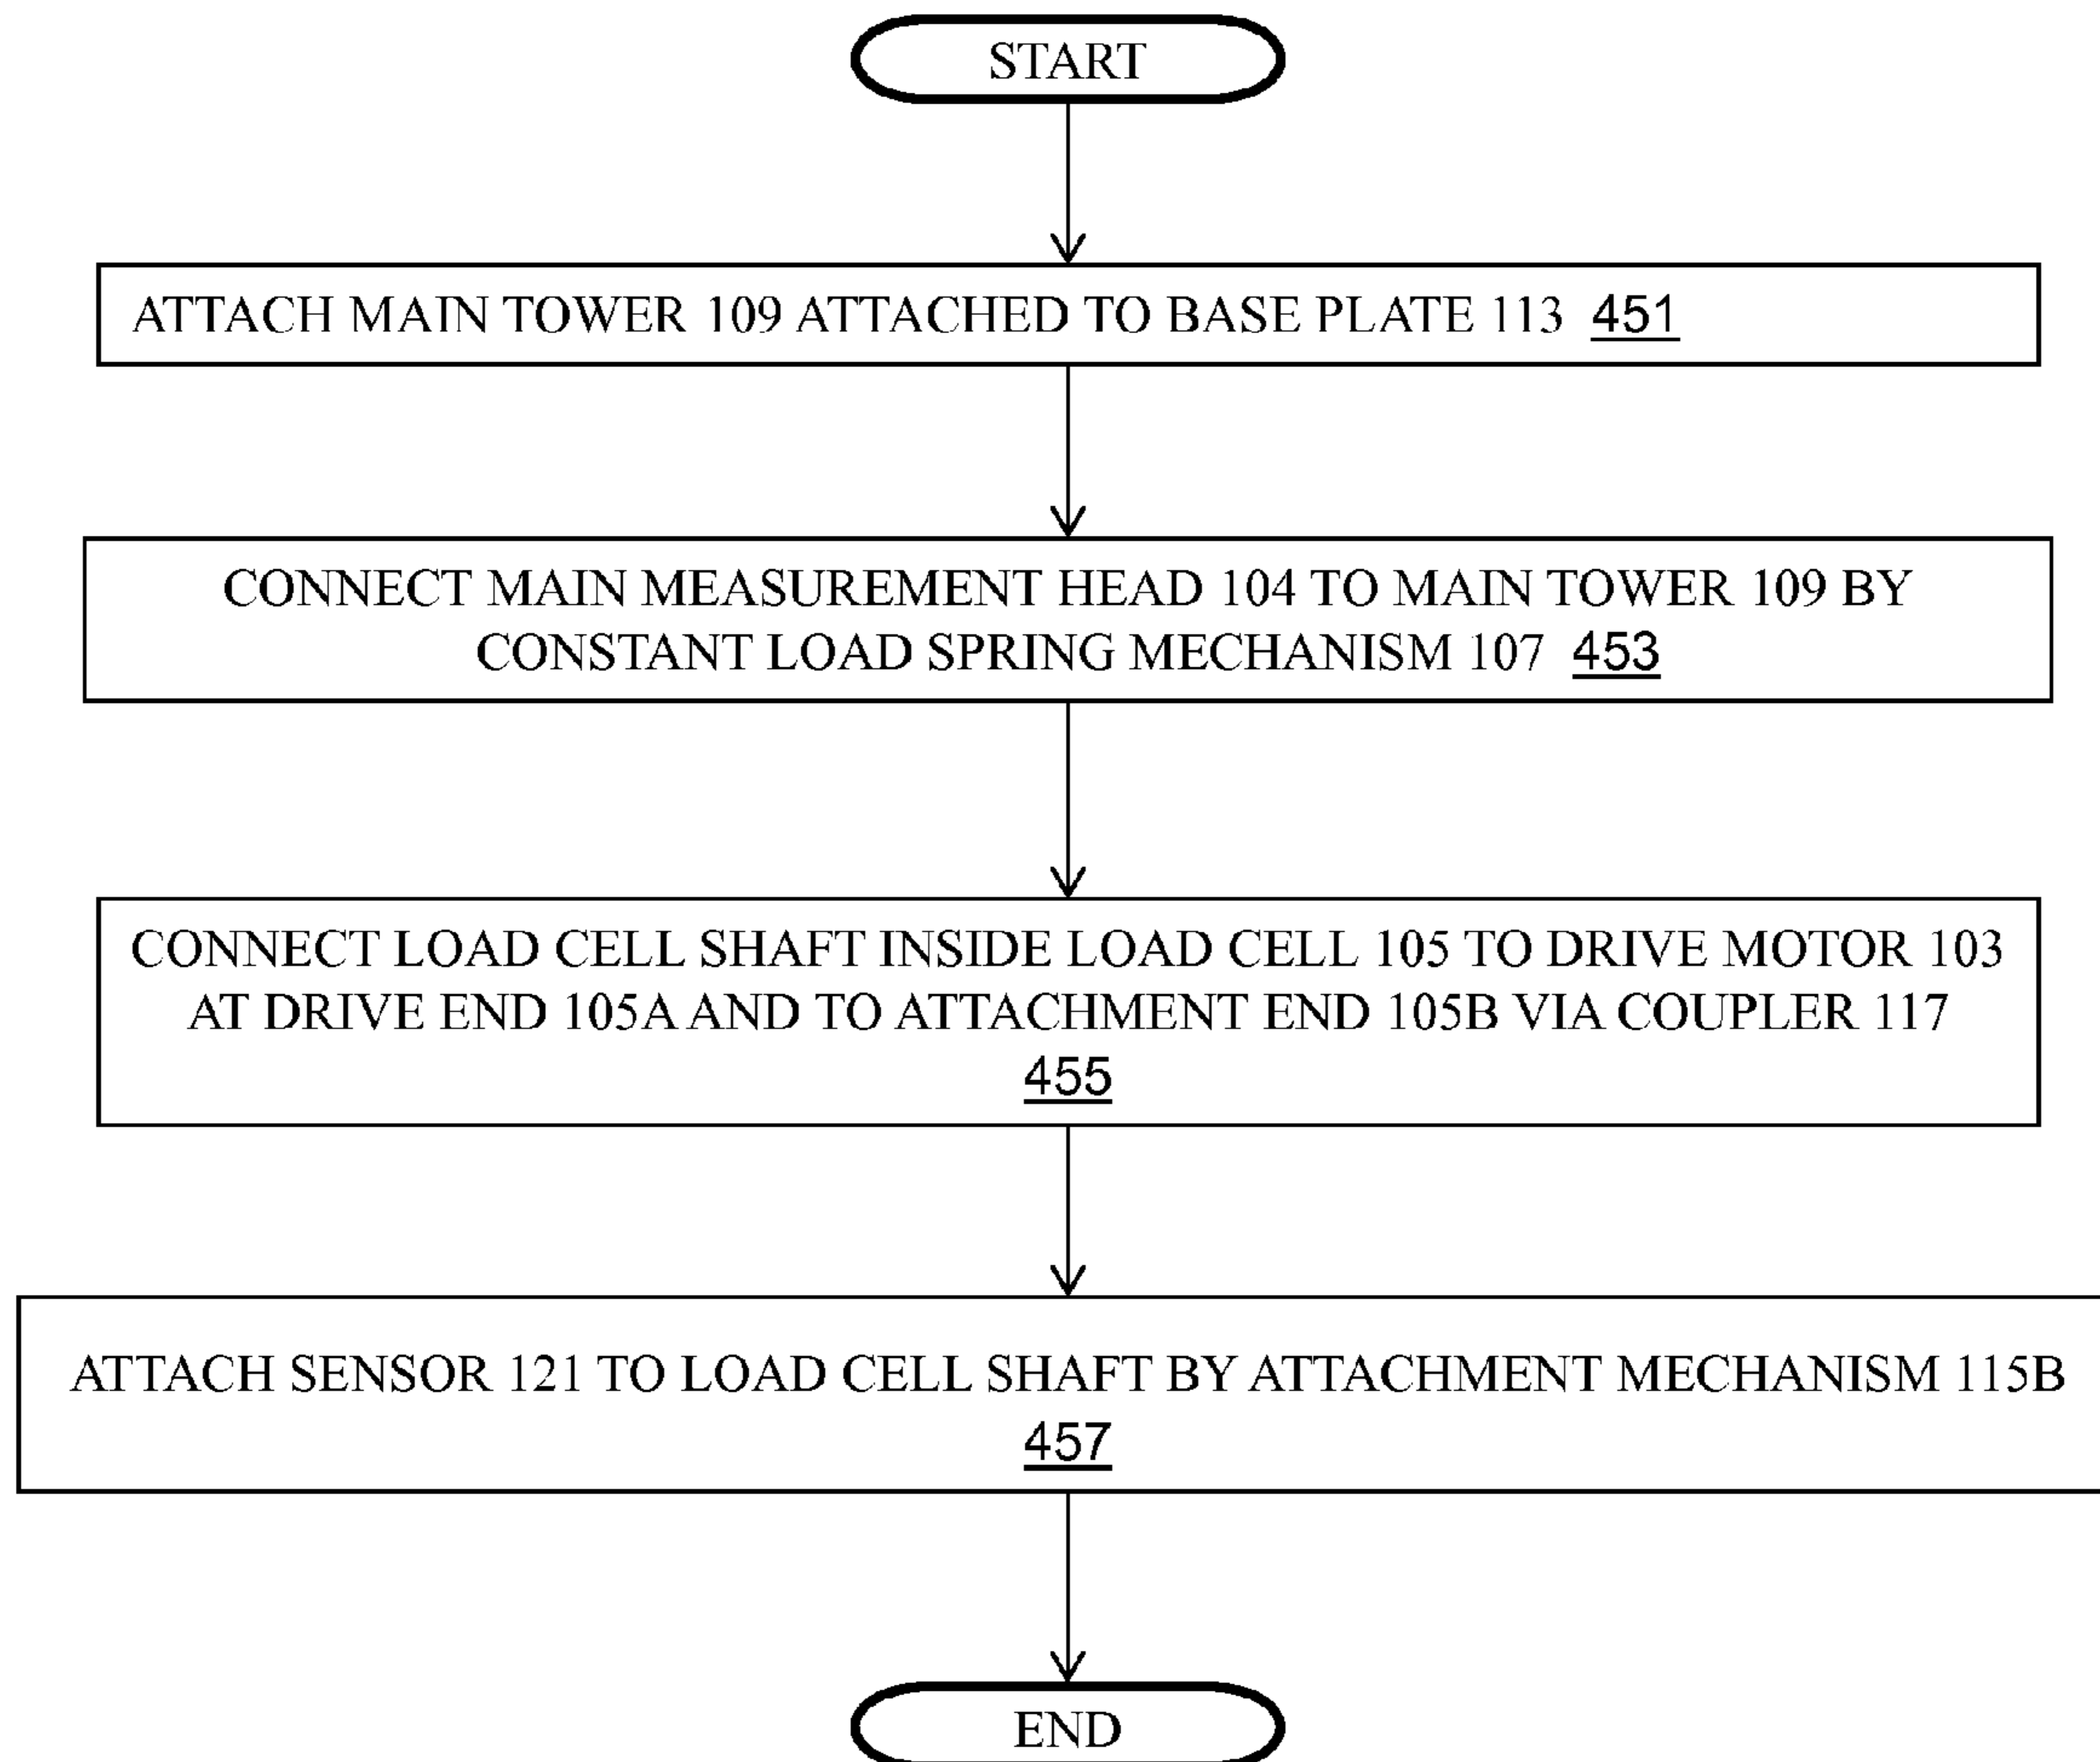 START
ATTACH MAIN TOWER 109 ATTACHED TO BASE PLATE 113 451
CONNECT MAIN MEASUREMENT HEAD 104 TO MAIN TOWER 109 BY
CONSTANT LOAD SPRING MECHANISM 107 453
CONNECT LOAD CELL SHAFT INSIDE LOAD CELL 105 TO DRIVE MOTOR 103
AT DRIVE END 105A AND TO ATTACHMENT END 105B VIA COUPLER 117
455
ATTACH SENSOR 121 TO LOAD CELL SHAFT BY ATTACHMENT MECHANISM 115B
457
END